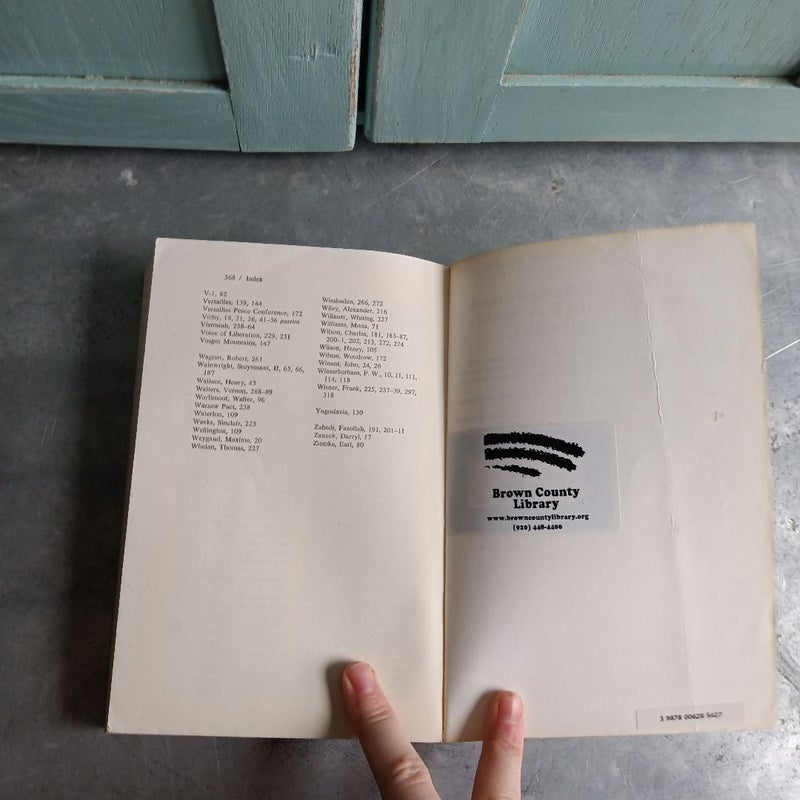 368 / Index
V-1, 82
Versailles, 139, 144
Versailles Peace Conference, 172
Vichy, 18, 21, 26, 41-56 passim
Vietminh, 258-64
Voice of Liberation, 229, 231
Vosges Mountains, 147
Wagner, Robert, 261
Wainwright, Stuyvesant, II, 65, 66,
187
Wallace, Henry, 45
Walters, Vernon, 288-89
Warlimont, Walter, 96
Warsaw Pact, 238
Waterloo, 109
Weeks, Sinclair, 223
Wellington, 109
Weygand, Maxime, 20
Whelan, Thomas, 227
Wiesbaden, 266, 272
Wiley, Alexander, 216
Willauer, Whiting, 227
Williams, Mona, 71
Wilson, Charles, 181, 183-87,
200-1, 202, 213, 272, 274
Wilson, Henry, 105
Wilson, Woodrow, 172
Winant, John, 24, 26
Winterbotham, F. W., 10, 11, 111,
114, 118
Wisner, Frank, 225, 237-39, 297,
318
Yugoslavia, 130
Zahedi, Fazollah, 191, 201-11
Zanuck, Darryl, 17
Ziemke, Earl, 80
Brown County
Library
www.browncountylibrary.org
(920) 448-4400
3 9878 00628 5427